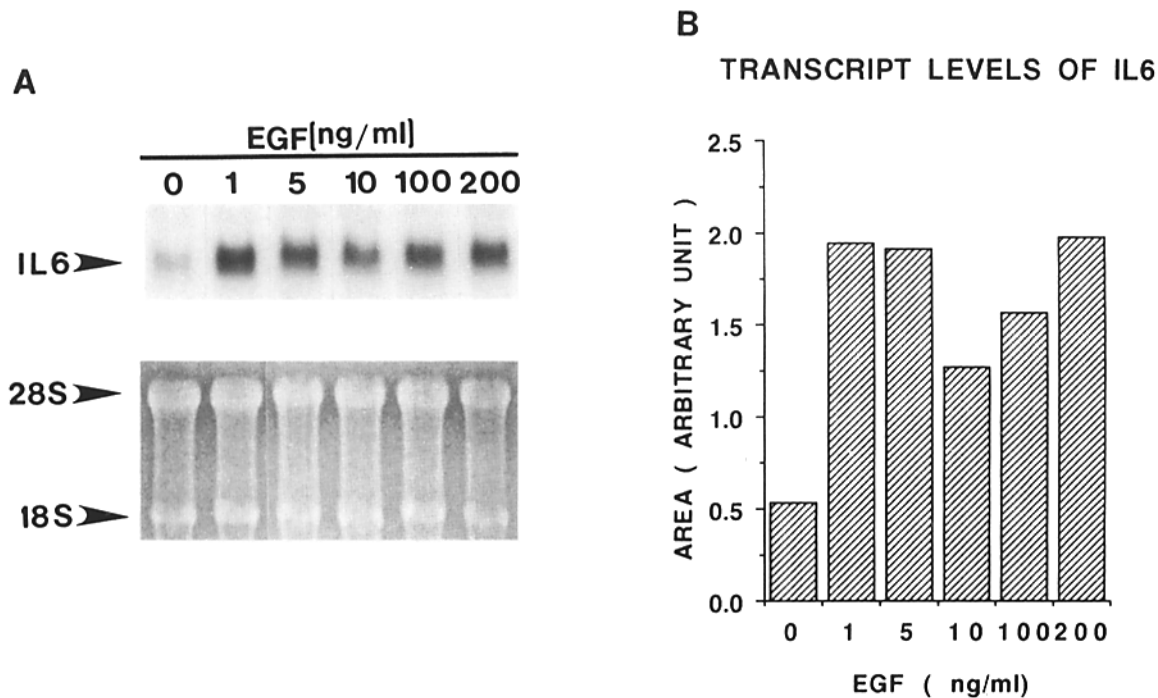 A
EGF[ng/ml]
0 1 5 10 100 200
IL6
28S
18S
B
TRANSCRIPT LEVELS OF IL6
AREA ( ARBITRARY UNIT )
2.5
2.0
1.5
1.0
0.5
0.0
0 1 5 10 100 200
EGF ( ng/ml)